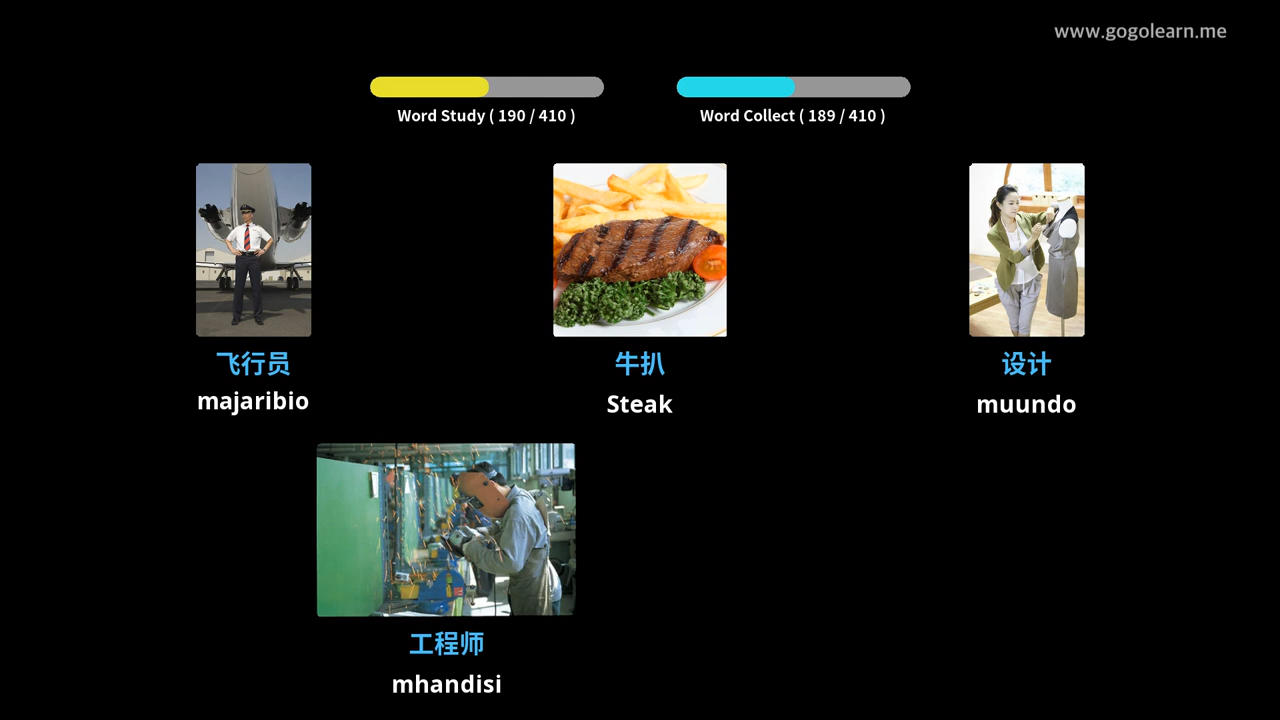 www.gogolearn.me
Word Study ( 190 / 410 )
Word Collect ( 189 / 410 )
飞行员
majaribio
牛扒
Steak
设计
muundo
工程师
mhandisi